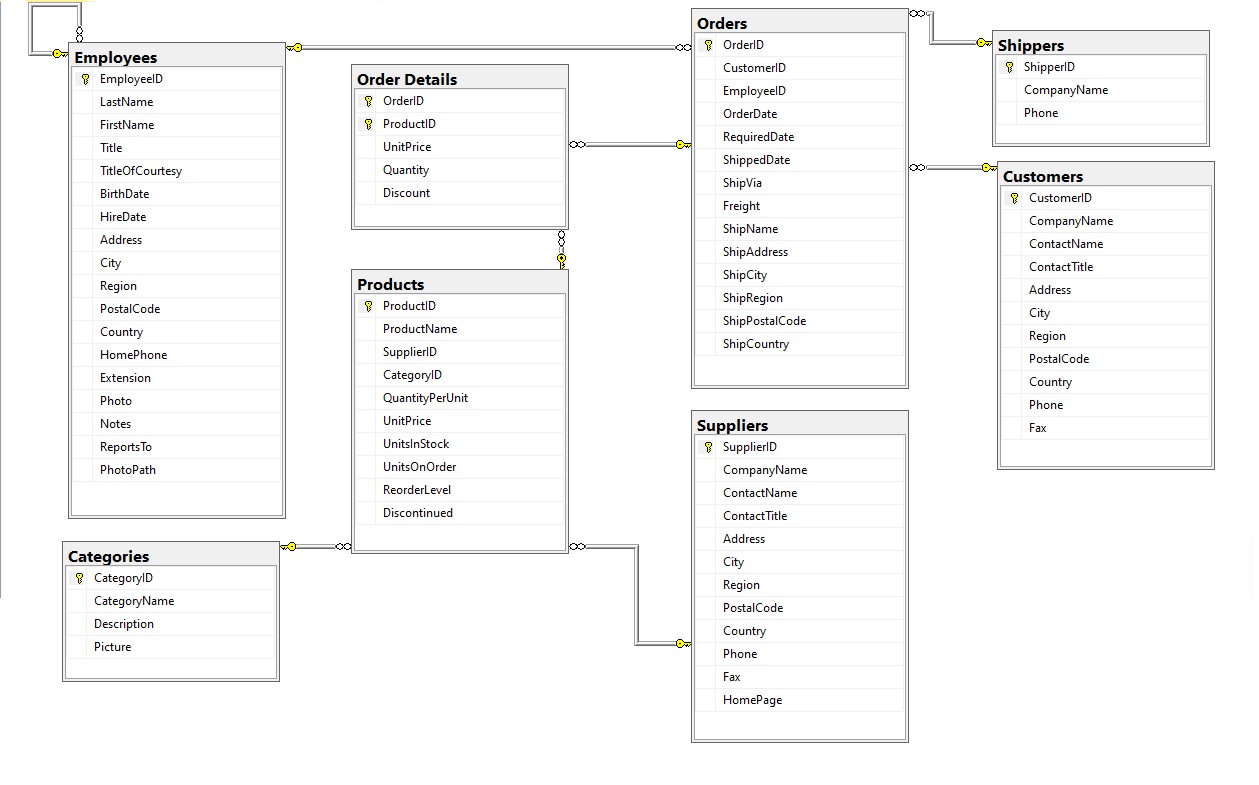 Employees
EmployeeID
LastName
FirstName
Title
TitleOfCourtesy
BirthDate
HireDate
Address
City
Region
PostalCode
Country
HomePhone
Extension
Photo
Notes
ReportsTo
PhotoPath
Categories
CategoryID
CategoryName
Description
Picture
Order Details
OrderID
ProductID
UnitPrice
Quantity
Discount
Products
ProductID
ProductName
SupplierID
CategoryID
QuantityPerUnit
UnitPrice
UnitsInStock
UnitsOnOrder
ReorderLevel
Discontinued
Orders
OrderID
CustomerID
EmployeeID
OrderDate
RequiredDate
ShippedDate
ShipVia
Freight
ShipName
ShipAddress
ShipCity
ShipRegion
ShipPostalCode
ShipCountry
Suppliers
SupplierID
CompanyName
ContactName
ContactTitle
Address
City
Region
PostalCode
Country
Phone
Fax
HomePage
Shippers
ShipperID
CompanyName
Phone
Customers
CustomerID
CompanyName
ContactName
ContactTitle
Address
City
Region
PostalCode
Country
Phone
Fax